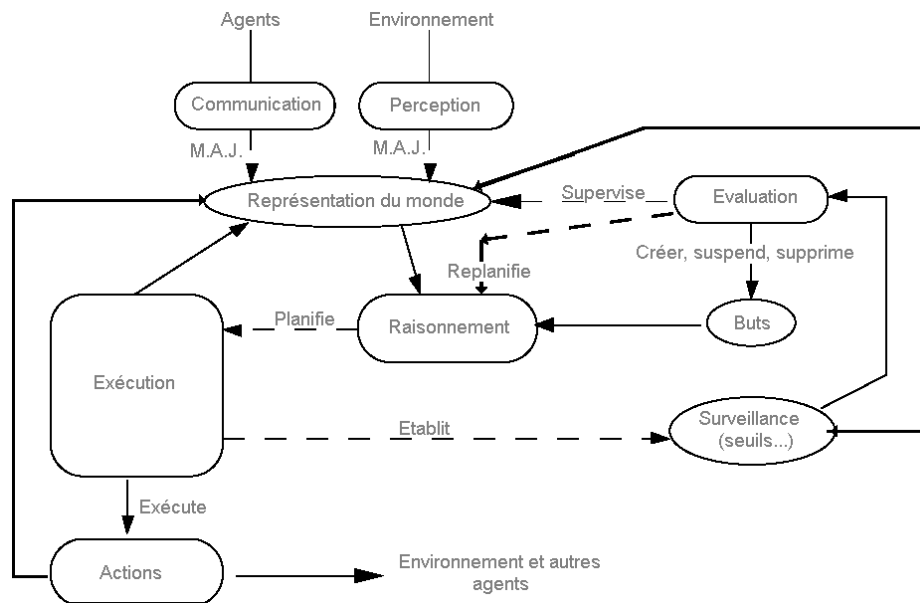 Agents
Environnement
Communication
Perception
M.A.J.
M.A.J.
Représentation du monde
Supervise
Evaluation
Replanifie
Créer, suspend, supprime
Planifie
Raisonnement
Buts
Exécution
Etablit
Surveillance
(seuils...)
Exécute
Actions
Environnement et autres
agents